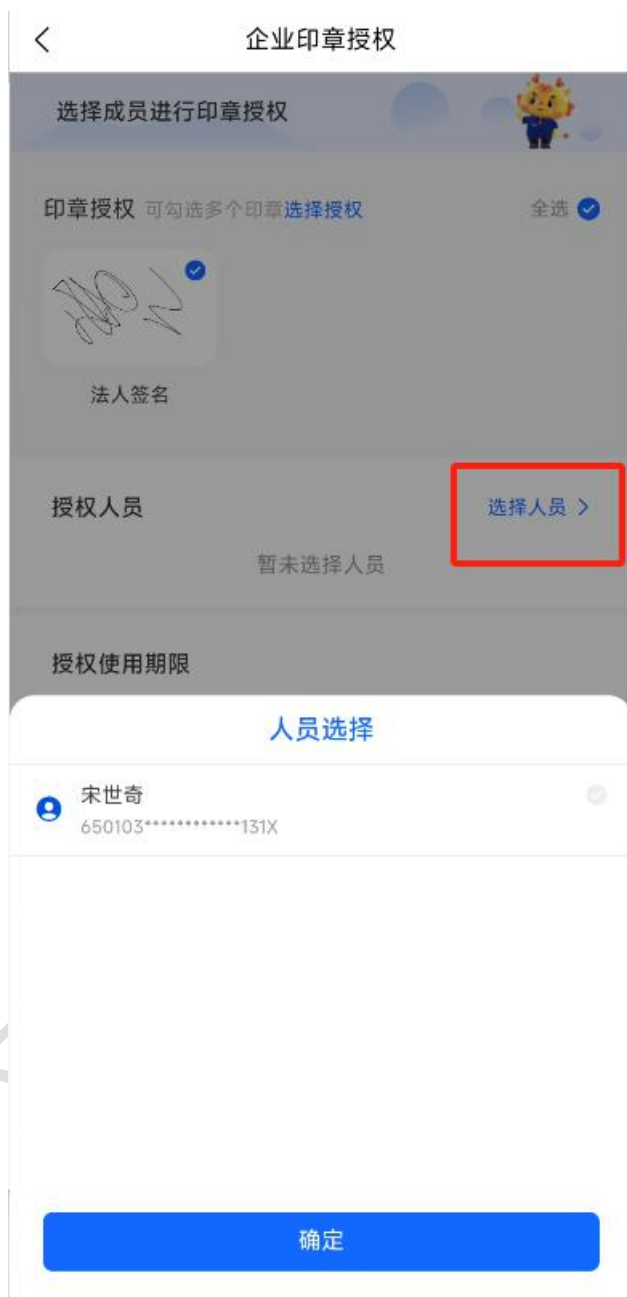 企业印章授权
选择成员进行印章授权
印章授权 可勾选多个印章选择授权 全选
法人签名
授权人员 选择人员 >
暂未选择人员
授权使用期限
人员选择
宋世奇
650103************131X
确定